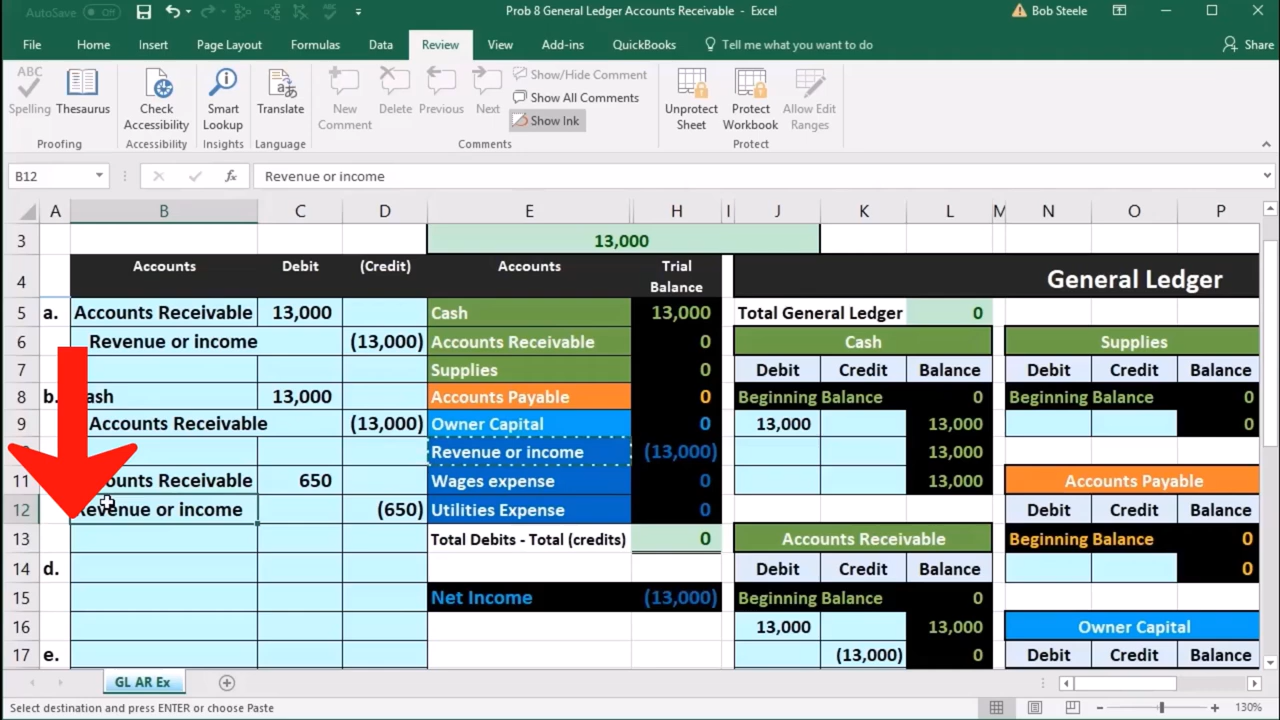 AutoSave Off Prob 8 General Ledger Accounts Receivable - Excel Bob Steele
File Home Insert Page Layout Formulas Data Review View Add-ins QuickBooks Tell me what you want to do Share
ABC Spelling Thesaurus Check Accessibility Smart Lookup Translate New Comment Delete Previous Next Show/Hide Comment Show All Comments Show Ink Unprotect Sheet Protect Workbook Allow Edit Ranges
Proofing Accessibility Insights Language Comments Protect
B12 fx Revenue or income
A B C D E H I J K L M N O P
3 13,000
4 Accounts Debit (Credit) Accounts Trial Balance General Ledger
5 a. Accounts Receivable 13,000 Cash 13,000 Total General Ledger 0
6 Revenue or income (13,000) Accounts Receivable 0 Cash Supplies
7 Supplies 0 Debit Credit Balance Debit Credit Balance
8 b. Cash 13,000 Accounts Payable 0 Beginning Balance 0 Beginning Balance 0
9 Accounts Receivable (13,000) Owner Capital 0 13,000 13,000 0
Revenue or income (13,000) 13,000
11 Receivable 650 Wages expense 0 13,000 Accounts Payable
12 Revenue or income (650) Utilities Expense 0 Debit Credit Balance
13 Total Debits - Total (credits) 0 Accounts Receivable Beginning Balance 0
14 d. Debit Credit Balance 0
15 Net Income (13,000) Beginning Balance 0
16 13,000 13,000 Owner Capital
17 e. (13,000) 0 Debit Credit Balance
GL AR Ex
Select destination and press ENTER or choose Paste 130%